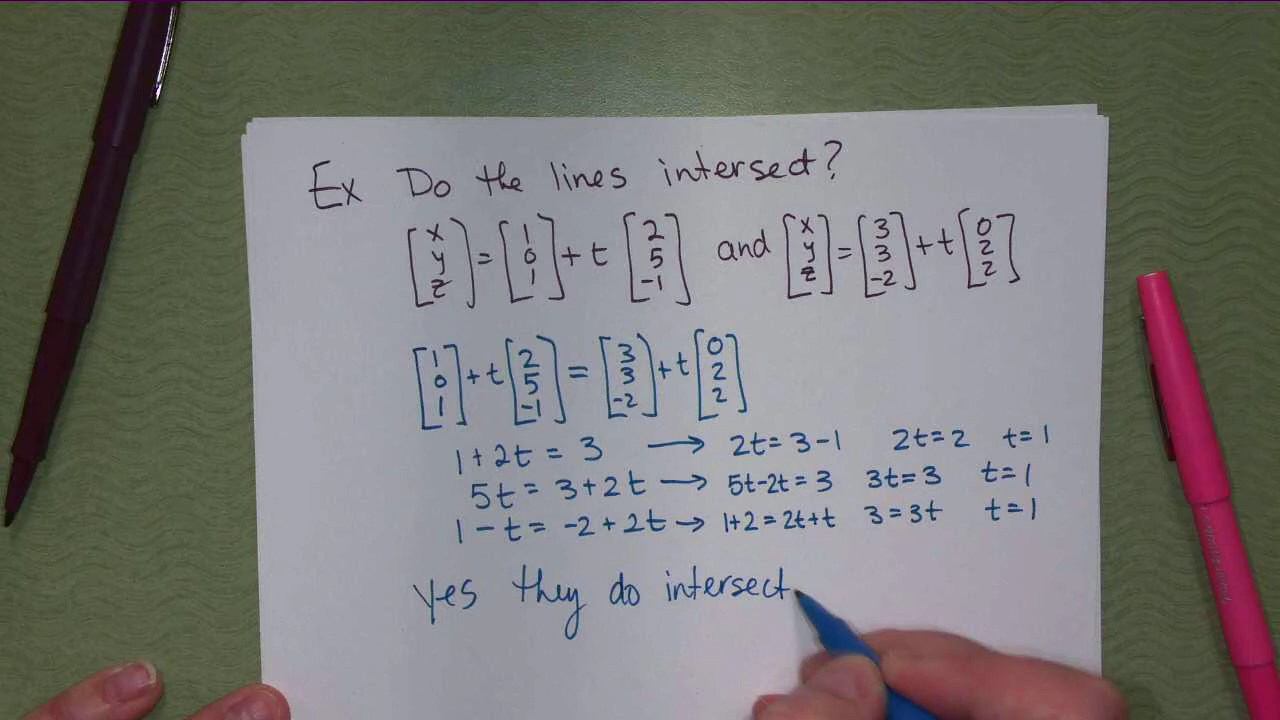 Ex Do the lines intersect?
[x y z] = [1 0 1] + t [2 5 -1] and [x y z] = [3 3 -2] + t [0 2 2]
[1 0 1] + t [2 5 -1] = [3 3 -2] + t [0 2 2]
1 + 2t = 3 → 2t = 3 - 1 2t = 2 t = 1
5t = 3 + 2t → 5t - 2t = 3 3t = 3 t = 1
1 - t = -2 + 2t → 1 + 2 = 2t + t 3 = 3t t = 1
yes they do intersect